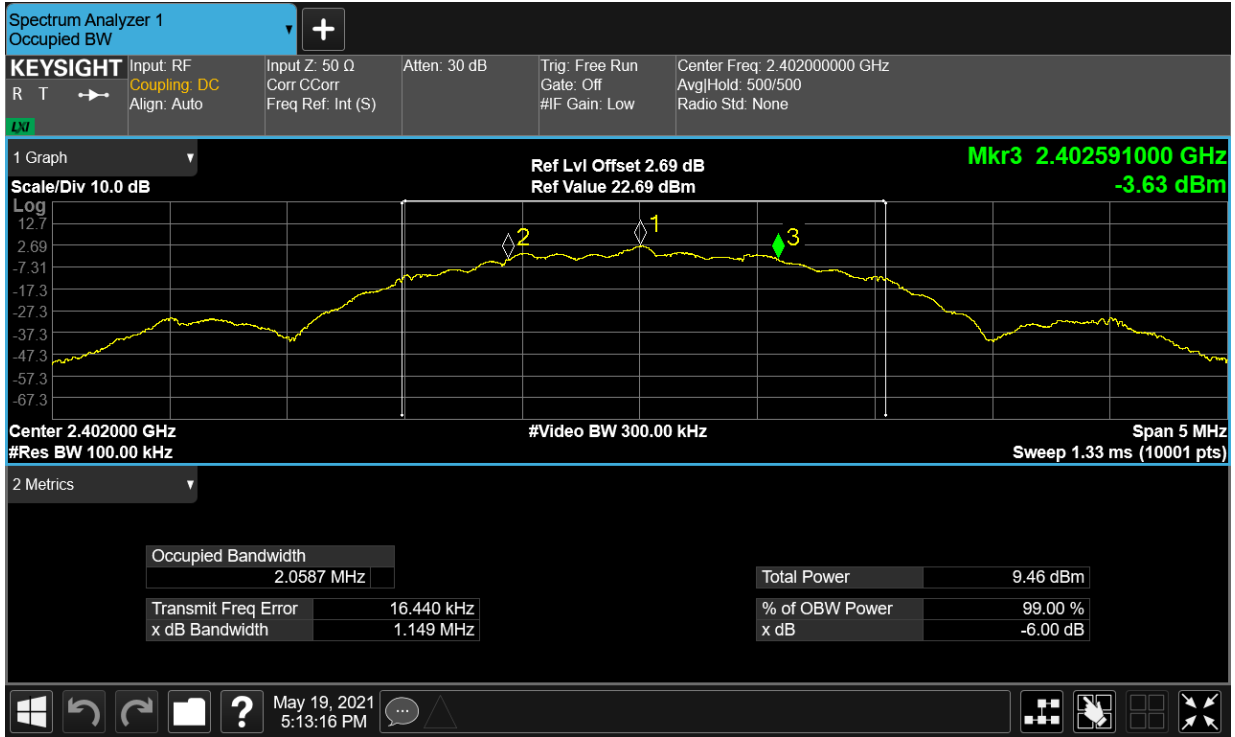 Spectrum Analyzer 1
Occupied BW
KEYSIGHT
R T
LXI
Input: RF
Coupling: DC
Align: Auto
Input Z: 50 Ω
Corr CCorr
Freq Ref: Int (S)
Atten: 30 dB
Trig: Free Run
Gate: Off
#IF Gain: Low
Center Freq: 2.402000000 GHz
Avg|Hold: 500/500
Radio Std: None
1 Graph
Ref Lvl Offset 2.69 dB
Mkr3 2.402591000 GHz
Scale/Div 10.0 dB
Ref Value 22.69 dBm
-3.63 dBm
Log
12.7
2.69
-7.31
-17.3
-27.3
-37.3
-47.3
-57.3
-67.3
2
1
3
Center 2.402000 GHz
#Video BW 300.00 kHz
Span 5 MHz
#Res BW 100.00 kHz
Sweep 1.33 ms (10001 pts)
2 Metrics
Occupied Bandwidth
2.0587 MHz
Total Power 9.46 dBm
Transmit Freq Error 16.440 kHz
% of OBW Power 99.00 %
x dB Bandwidth 1.149 MHz
x dB -6.00 dB
?
May 19, 2021
5:13:16 PM